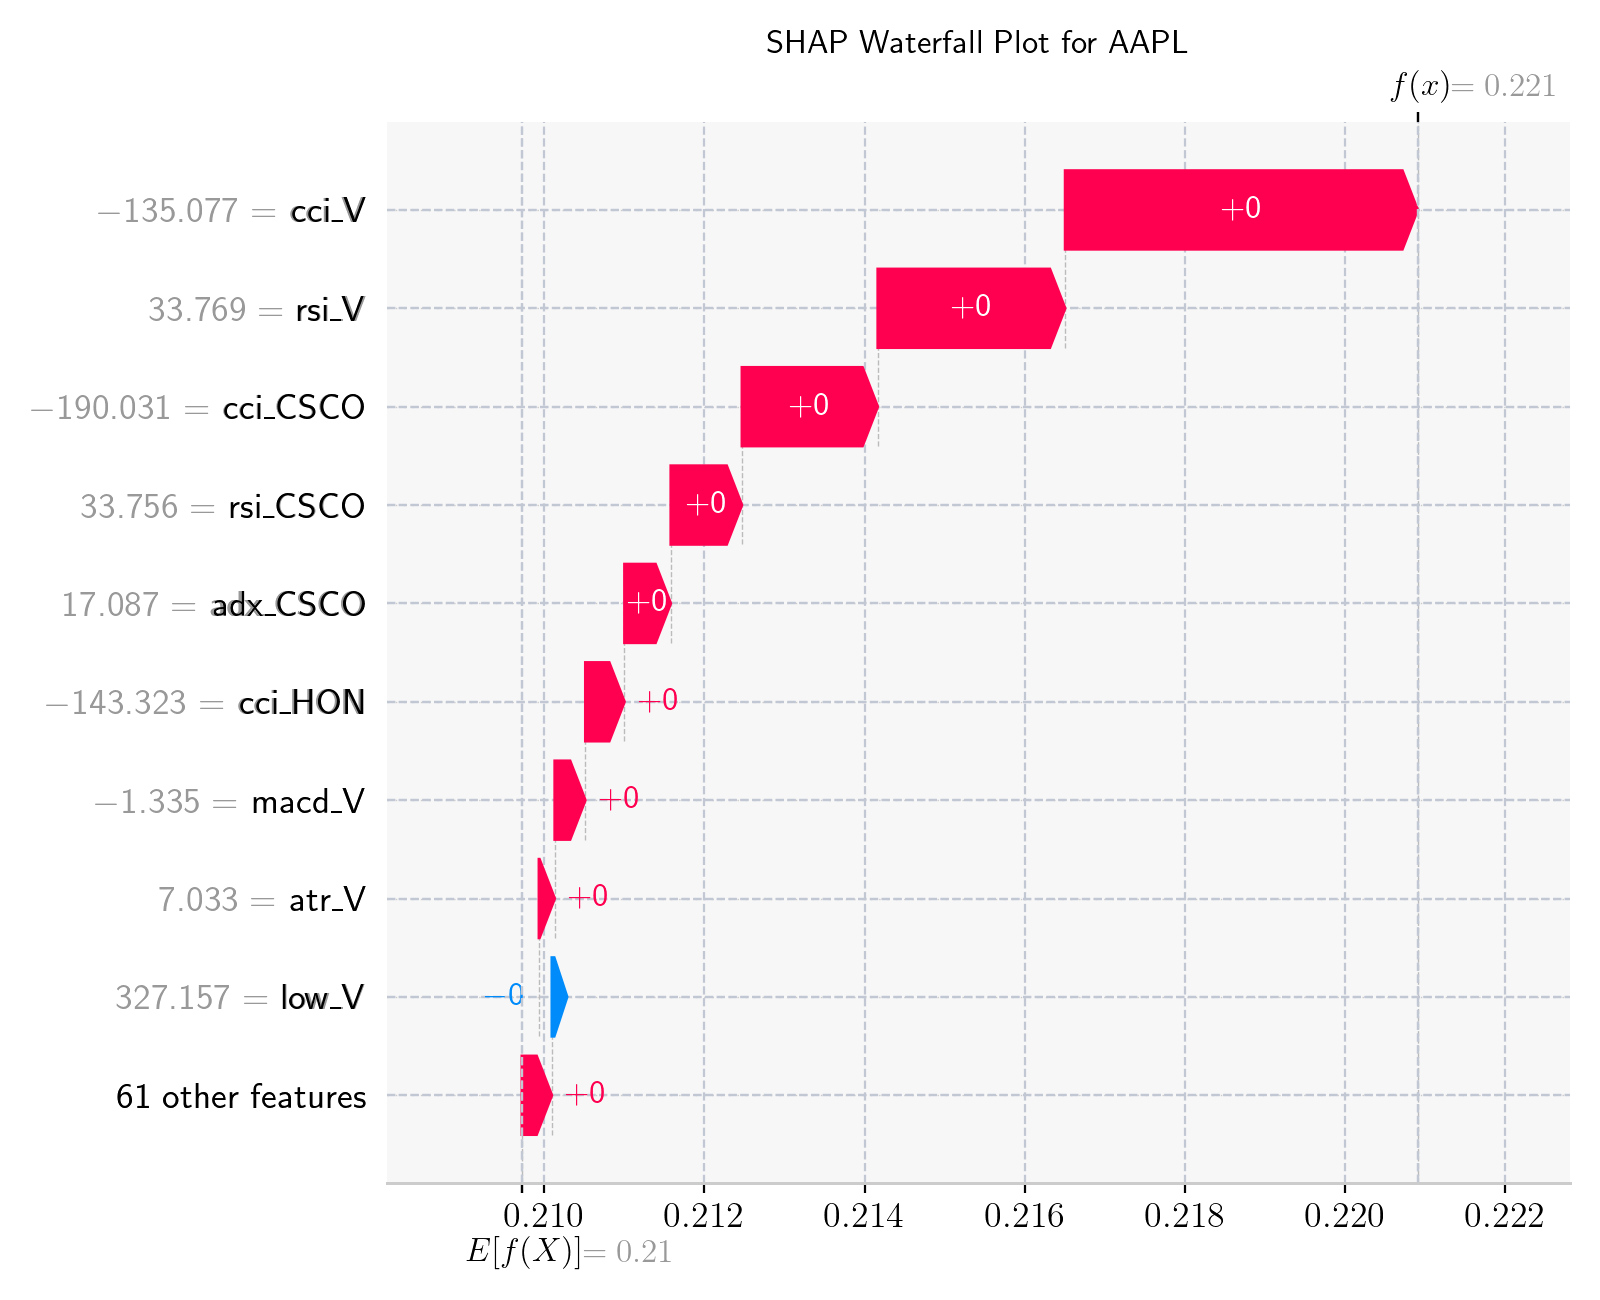 SHAP Waterfall Plot for AAPL
f(x) = 0.221
−135.077 = cci_V +0
33.769 = rsi_V +0
−190.031 = cci_CSCO +0
33.756 = rsi_CSCO +0
17.087 = adx_CSCO +0
−143.323 = cci_HON +0
−1.335 = macd_V +0
7.033 = atr_V +0
327.157 = low_V −0
61 other features +0
0.210 0.212 0.214 0.216 0.218 0.220 0.222
E[f(X)] = 0.21